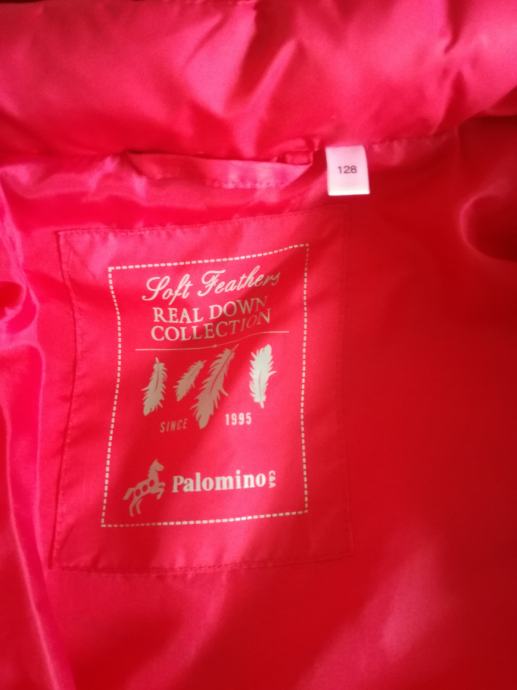 128
Soft Feathers
REAL DOWN
COLLECTION
SINCE 1995
Palomino C&A